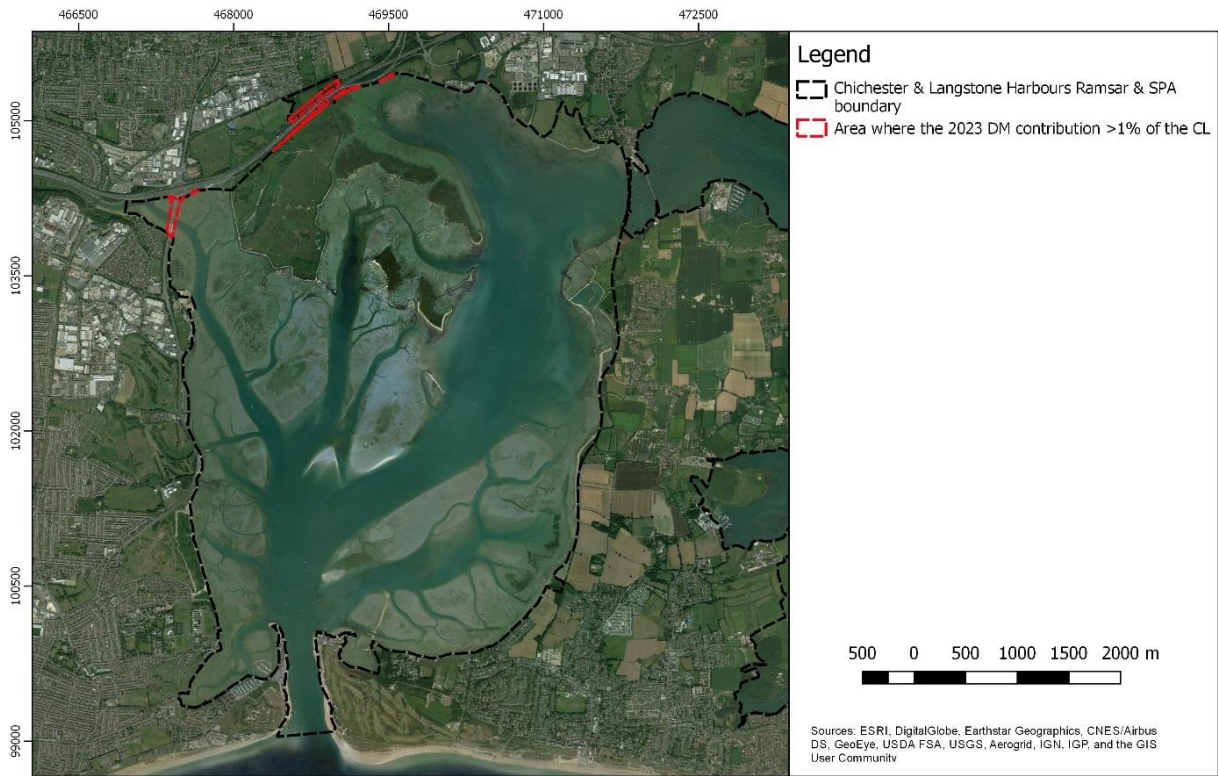 466500 468000 469500 471000 472500
105000
103500
102000
100500
99000
Legend
Chichester & Langstone Harbours Ramsar & SPA
boundary
Area where the 2023 DM contribution >1% of the CL
500 0 500 1000 1500 2000 m
Sources: ESRI, DigitalGlobe, Earthstar Geographics, CNES/Airbus
DS, GeoEye, USDA FSA, USGS, Aerogrid, IGN, IGP, and the GIS
User Community